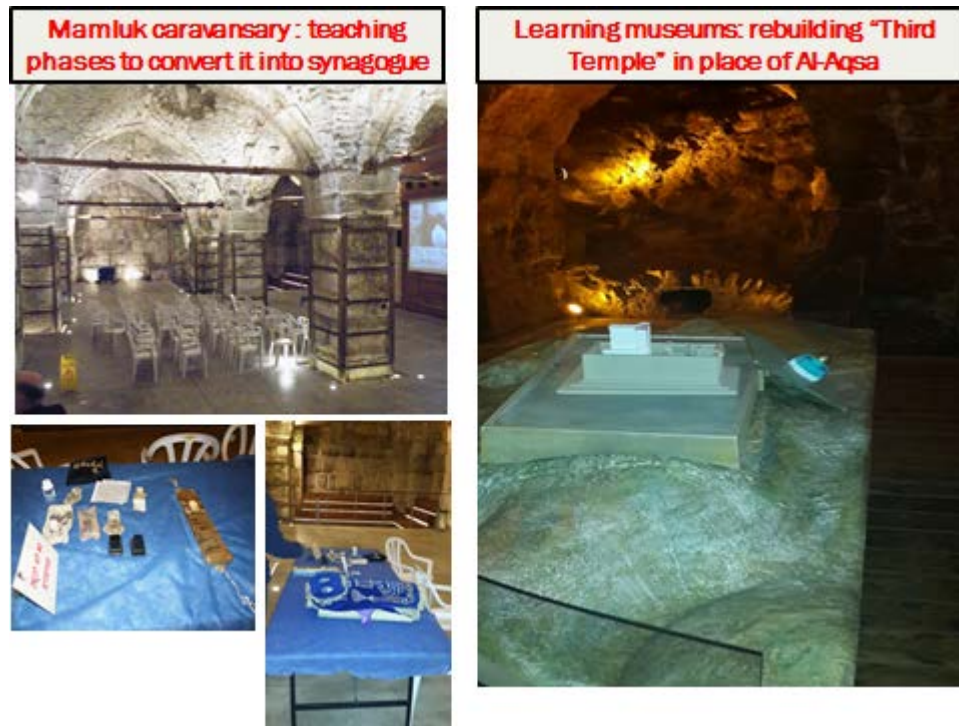 Mamluk caravansary : teaching
phases to convert it into synagogue
Learning museums: rebuilding “Third
Temple” in place of Al-Aqsa